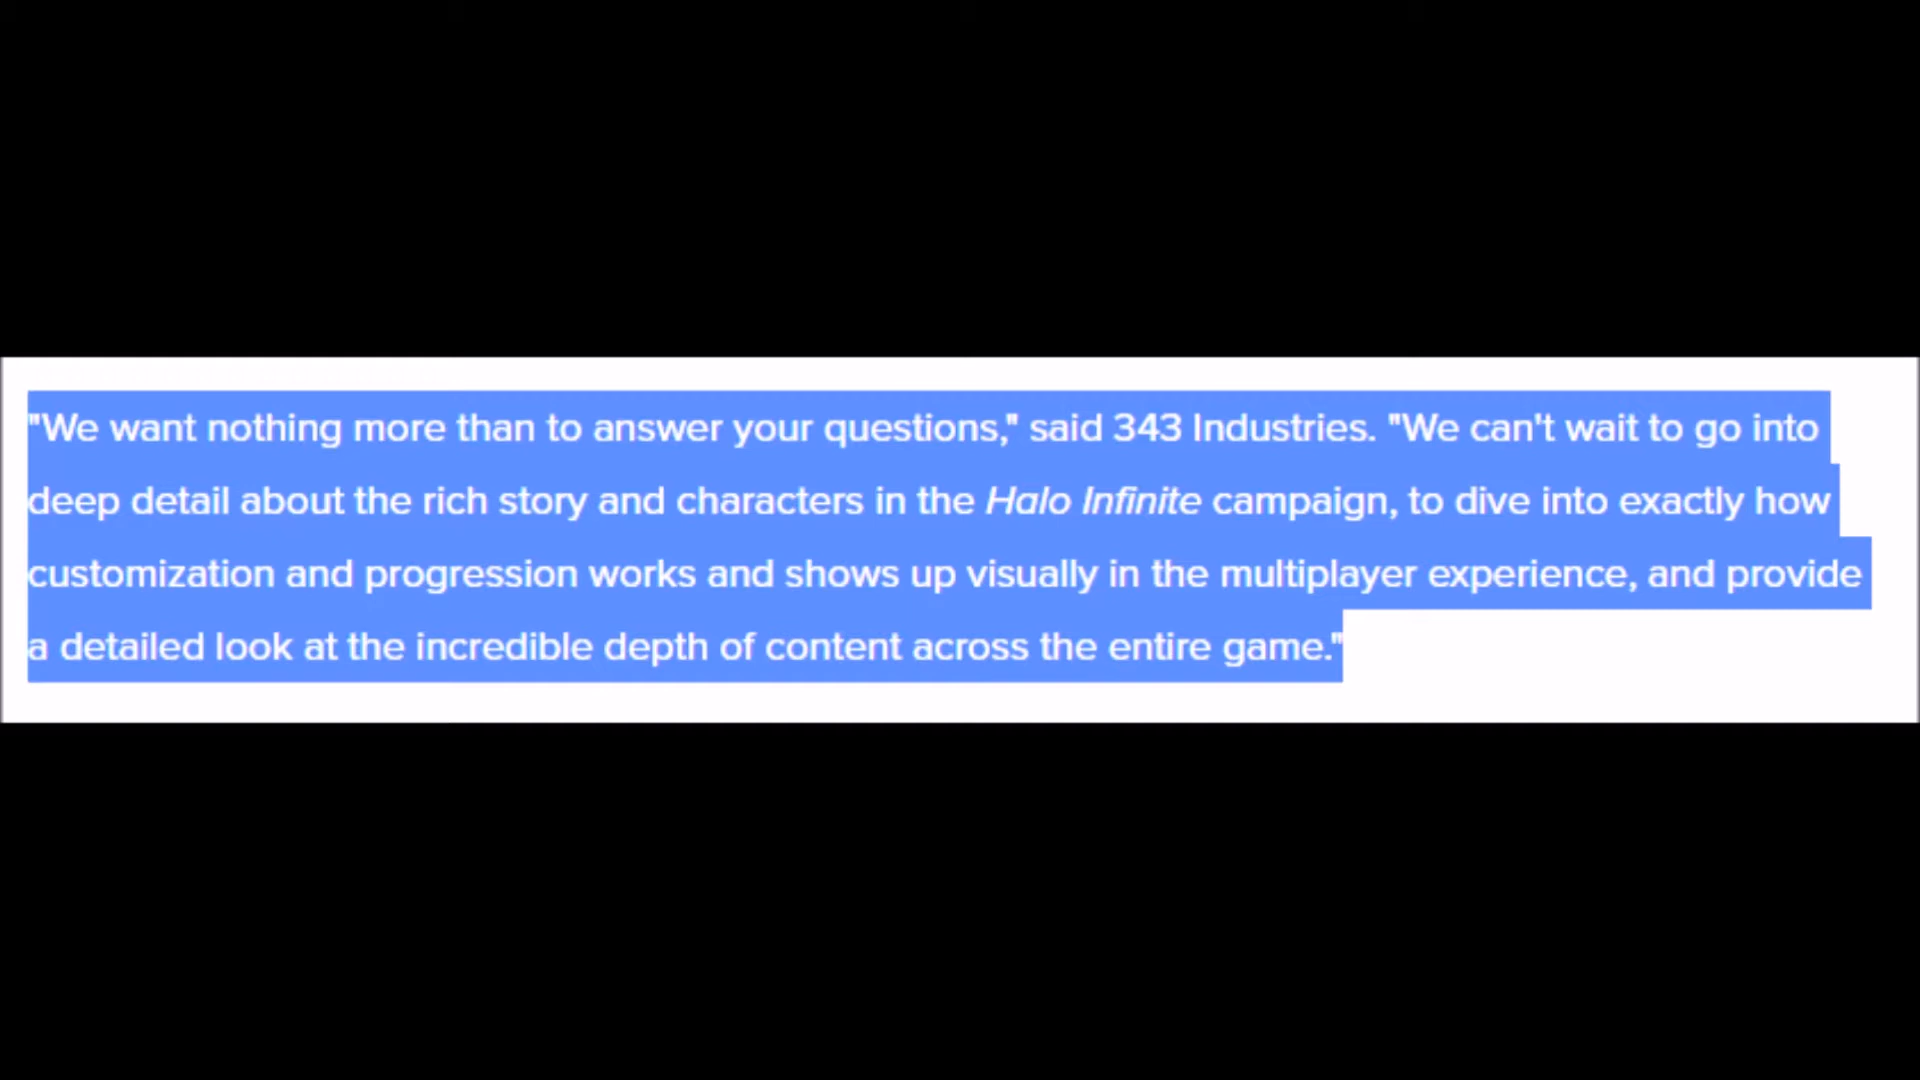 "We want nothing more than to answer your questions," said 343 Industries. "We can't wait to go into
deep detail about the rich story and characters in the Halo Infinite campaign, to dive into exactly how
customization and progression works and shows up visually in the multiplayer experience, and provide
a detailed look at the incredible depth of content across the entire game."